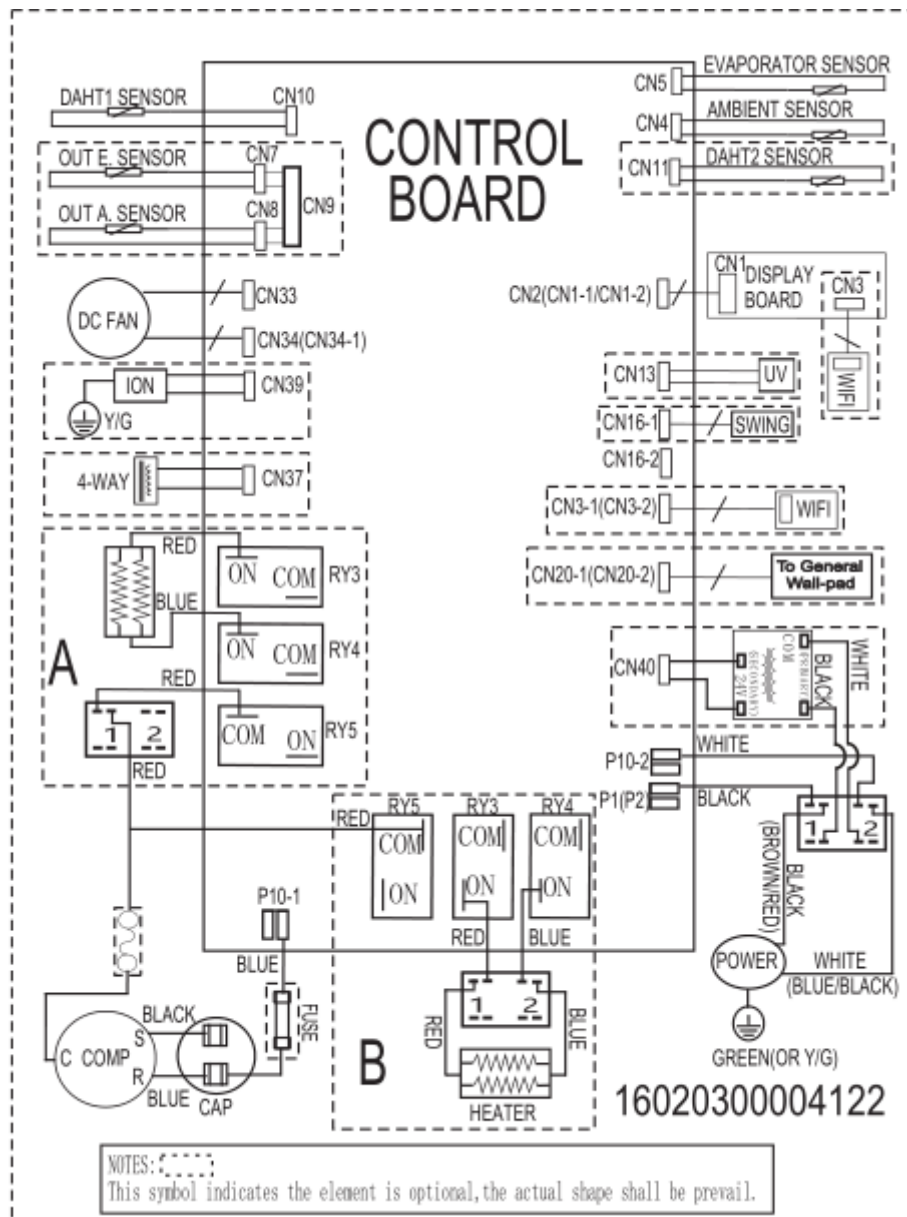 DAHT1 SENSOR
CN10
OUT E. SENSOR
CN7
OUT A. SENSOR
CN8
CN9
CONTROL
BOARD
EVAPORATOR SENSOR
CN5
AMBIENT SENSOR
CN4
DAHT2 SENSOR
CN11
DC FAN
CN33
CN34(CN34-1)
ION
CN39
Y/G
4-WAY
CN37
CN2(CN1-1/CN1-2)
CN1
DISPLAY
BOARD
CN3
WIFI
CN13
UV
CN16-1
SWING
CN16-2
CN3-1(CN3-2)
WIFI
CN20-1(CN20-2)
To General
Wall-pad
CN40
COM
PRIMARY
24V
(SECONDARY)
BLACK
WHITE
RED
ON
COM
RY3
BLUE
ON
COM
RY4
A
RED
COM
ON
RY5
1
2
RED
P10-2
WHITE
P1(P2)
BLACK
1
2
BLACK
(BROWN/RED)
POWER
WHITE
(BLUE/BLACK)
GREEN(OR Y/G)
RED
RY5
RY3
RY4
COM
COM
COM
ON
ON
ON
RED
BLUE
1
2
RED
BLUE
B
HEATER
P10-1
BLUE
FUSE
BLACK
S
C COMP
R
BLUE
CAP
16020300004122
NOTES:
This symbol indicates the element is optional,the actual shape shall be prevail.